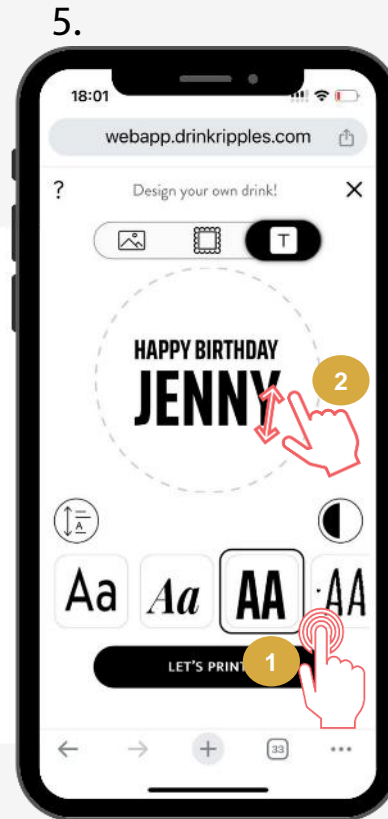 5.
18:01
webapp.drinkripples.com
? Design your own drink! X
T
HAPPY BIRTHDAY
JENNY
2
A
Aa Aa AA ·AA
1
LET'S PRINT
33